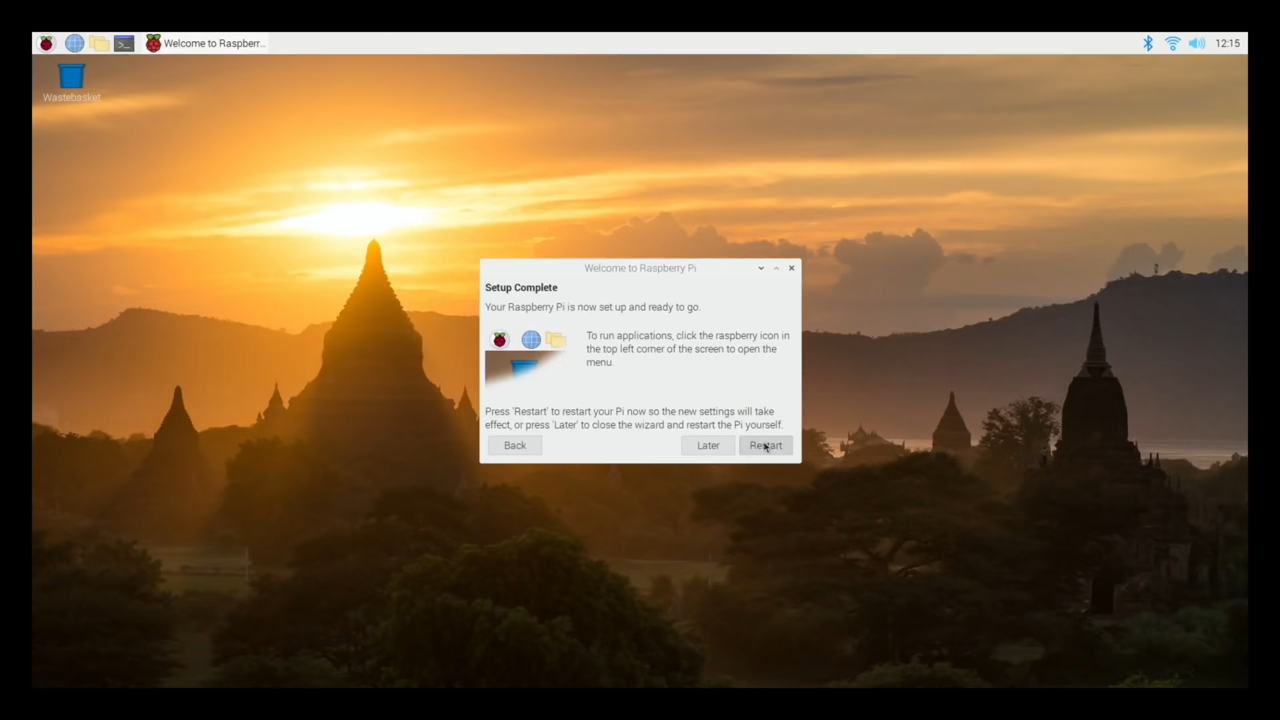 Welcome to Raspberr... 12:15
Wastebasket
Welcome to Raspberry Pi
Setup Complete
Your Raspberry Pi is now set up and ready to go.
To run applications, click the raspberry icon in
the top left corner of the screen to open the
menu.
Press 'Restart' to restart your Pi now so the new settings will take
effect, or press 'Later' to close the wizard and restart the Pi yourself.
Back Later Restart